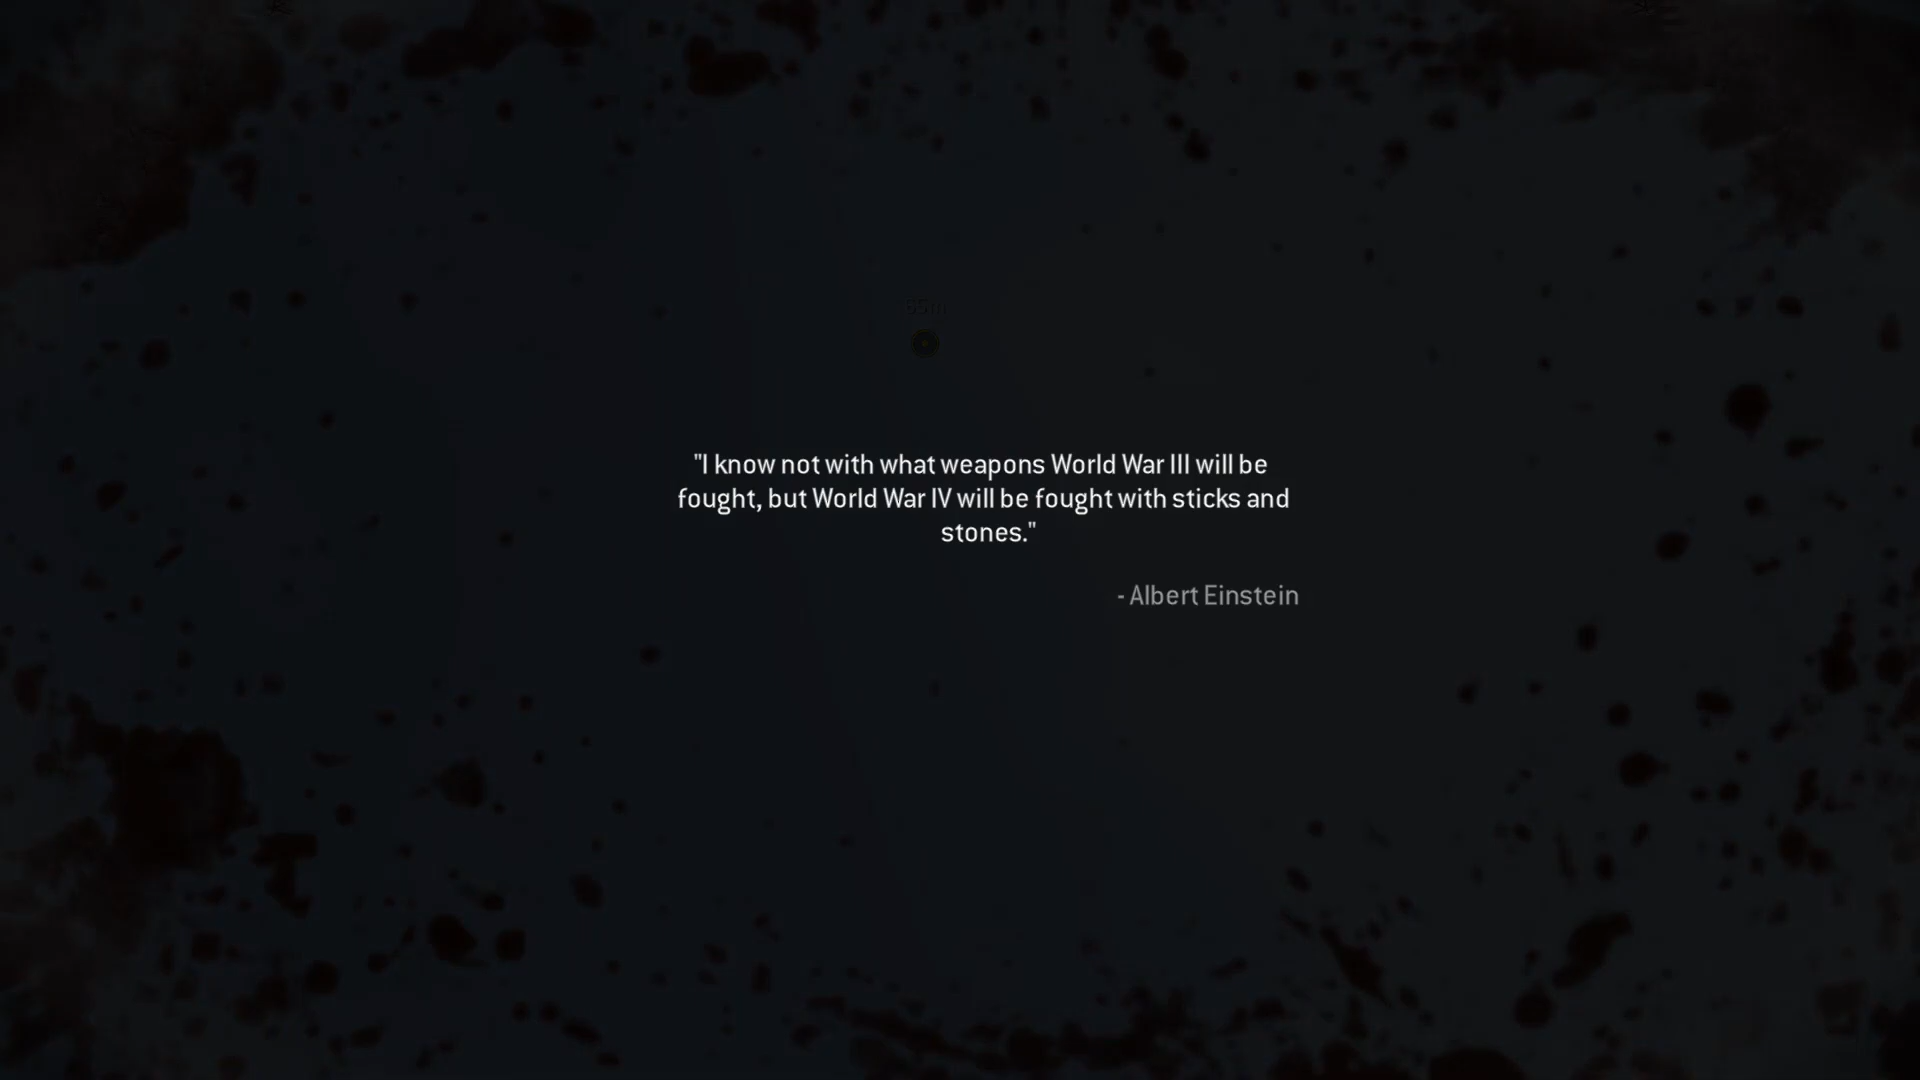 "I know not with what weapons World War III will be
fought, but World War IV will be fought with sticks and
stones."
- Albert Einstein